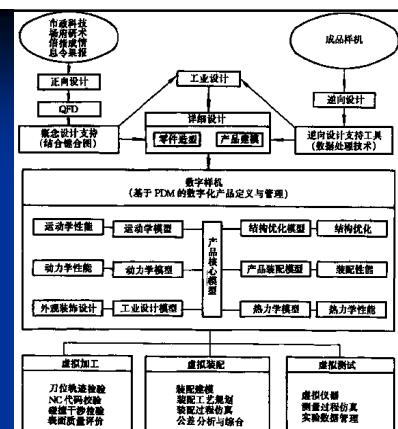 市政科技
场府研术
信指成情
息令果报
成品样机
正向设计
工业设计
逆向设计
QFD
详细设计
概念设计支持
(结合键合图)
零件造型
产品建模
逆向设计支持工具
(数据处理技术)
数字样机
(基于 PDM 的数字化产品定义与管理)
运动学性能
运动学模型
产品核心模型
结构优化模型
结构优化
动力学性能
动力学模型
产品装配模型
装配性能
外观装饰设计
工业设计模型
热力学模型
热力学性能
虚拟加工
虚拟装配
虚拟测试
刀位轨迹检验
NC 代码校验
碰撞干涉检验
表面质量评价
装配建模
装配工艺规划
装配过程仿真
公差分析与综合
虚拟仪器
测量过程仿真
实验数据管理